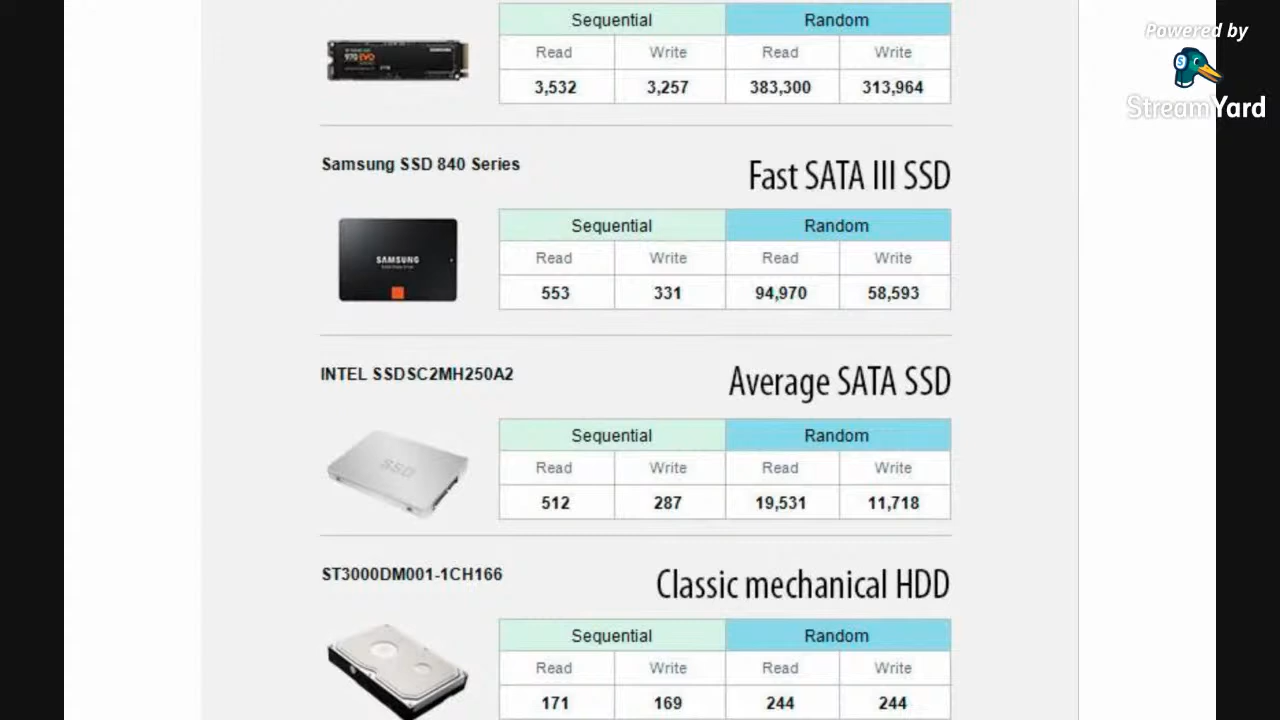 Powered by
StreamYard
Sequential Random
Read Write Read Write
3,532 3,257 383,300 313,964
SAMSUNG
970 EVO
Samsung SSD 840 Series Fast SATA III SSD
Sequential Random
Read Write Read Write
SAMSUNG
553 331 94,970 58,593
INTEL SSDSC2MH250A2 Average SATA SSD
Sequential Random
Read Write Read Write
SSD
512 287 19,531 11,718
ST3000DM001-1CH166 Classic mechanical HDD
Sequential Random
Read Write Read Write
171 169 244 244